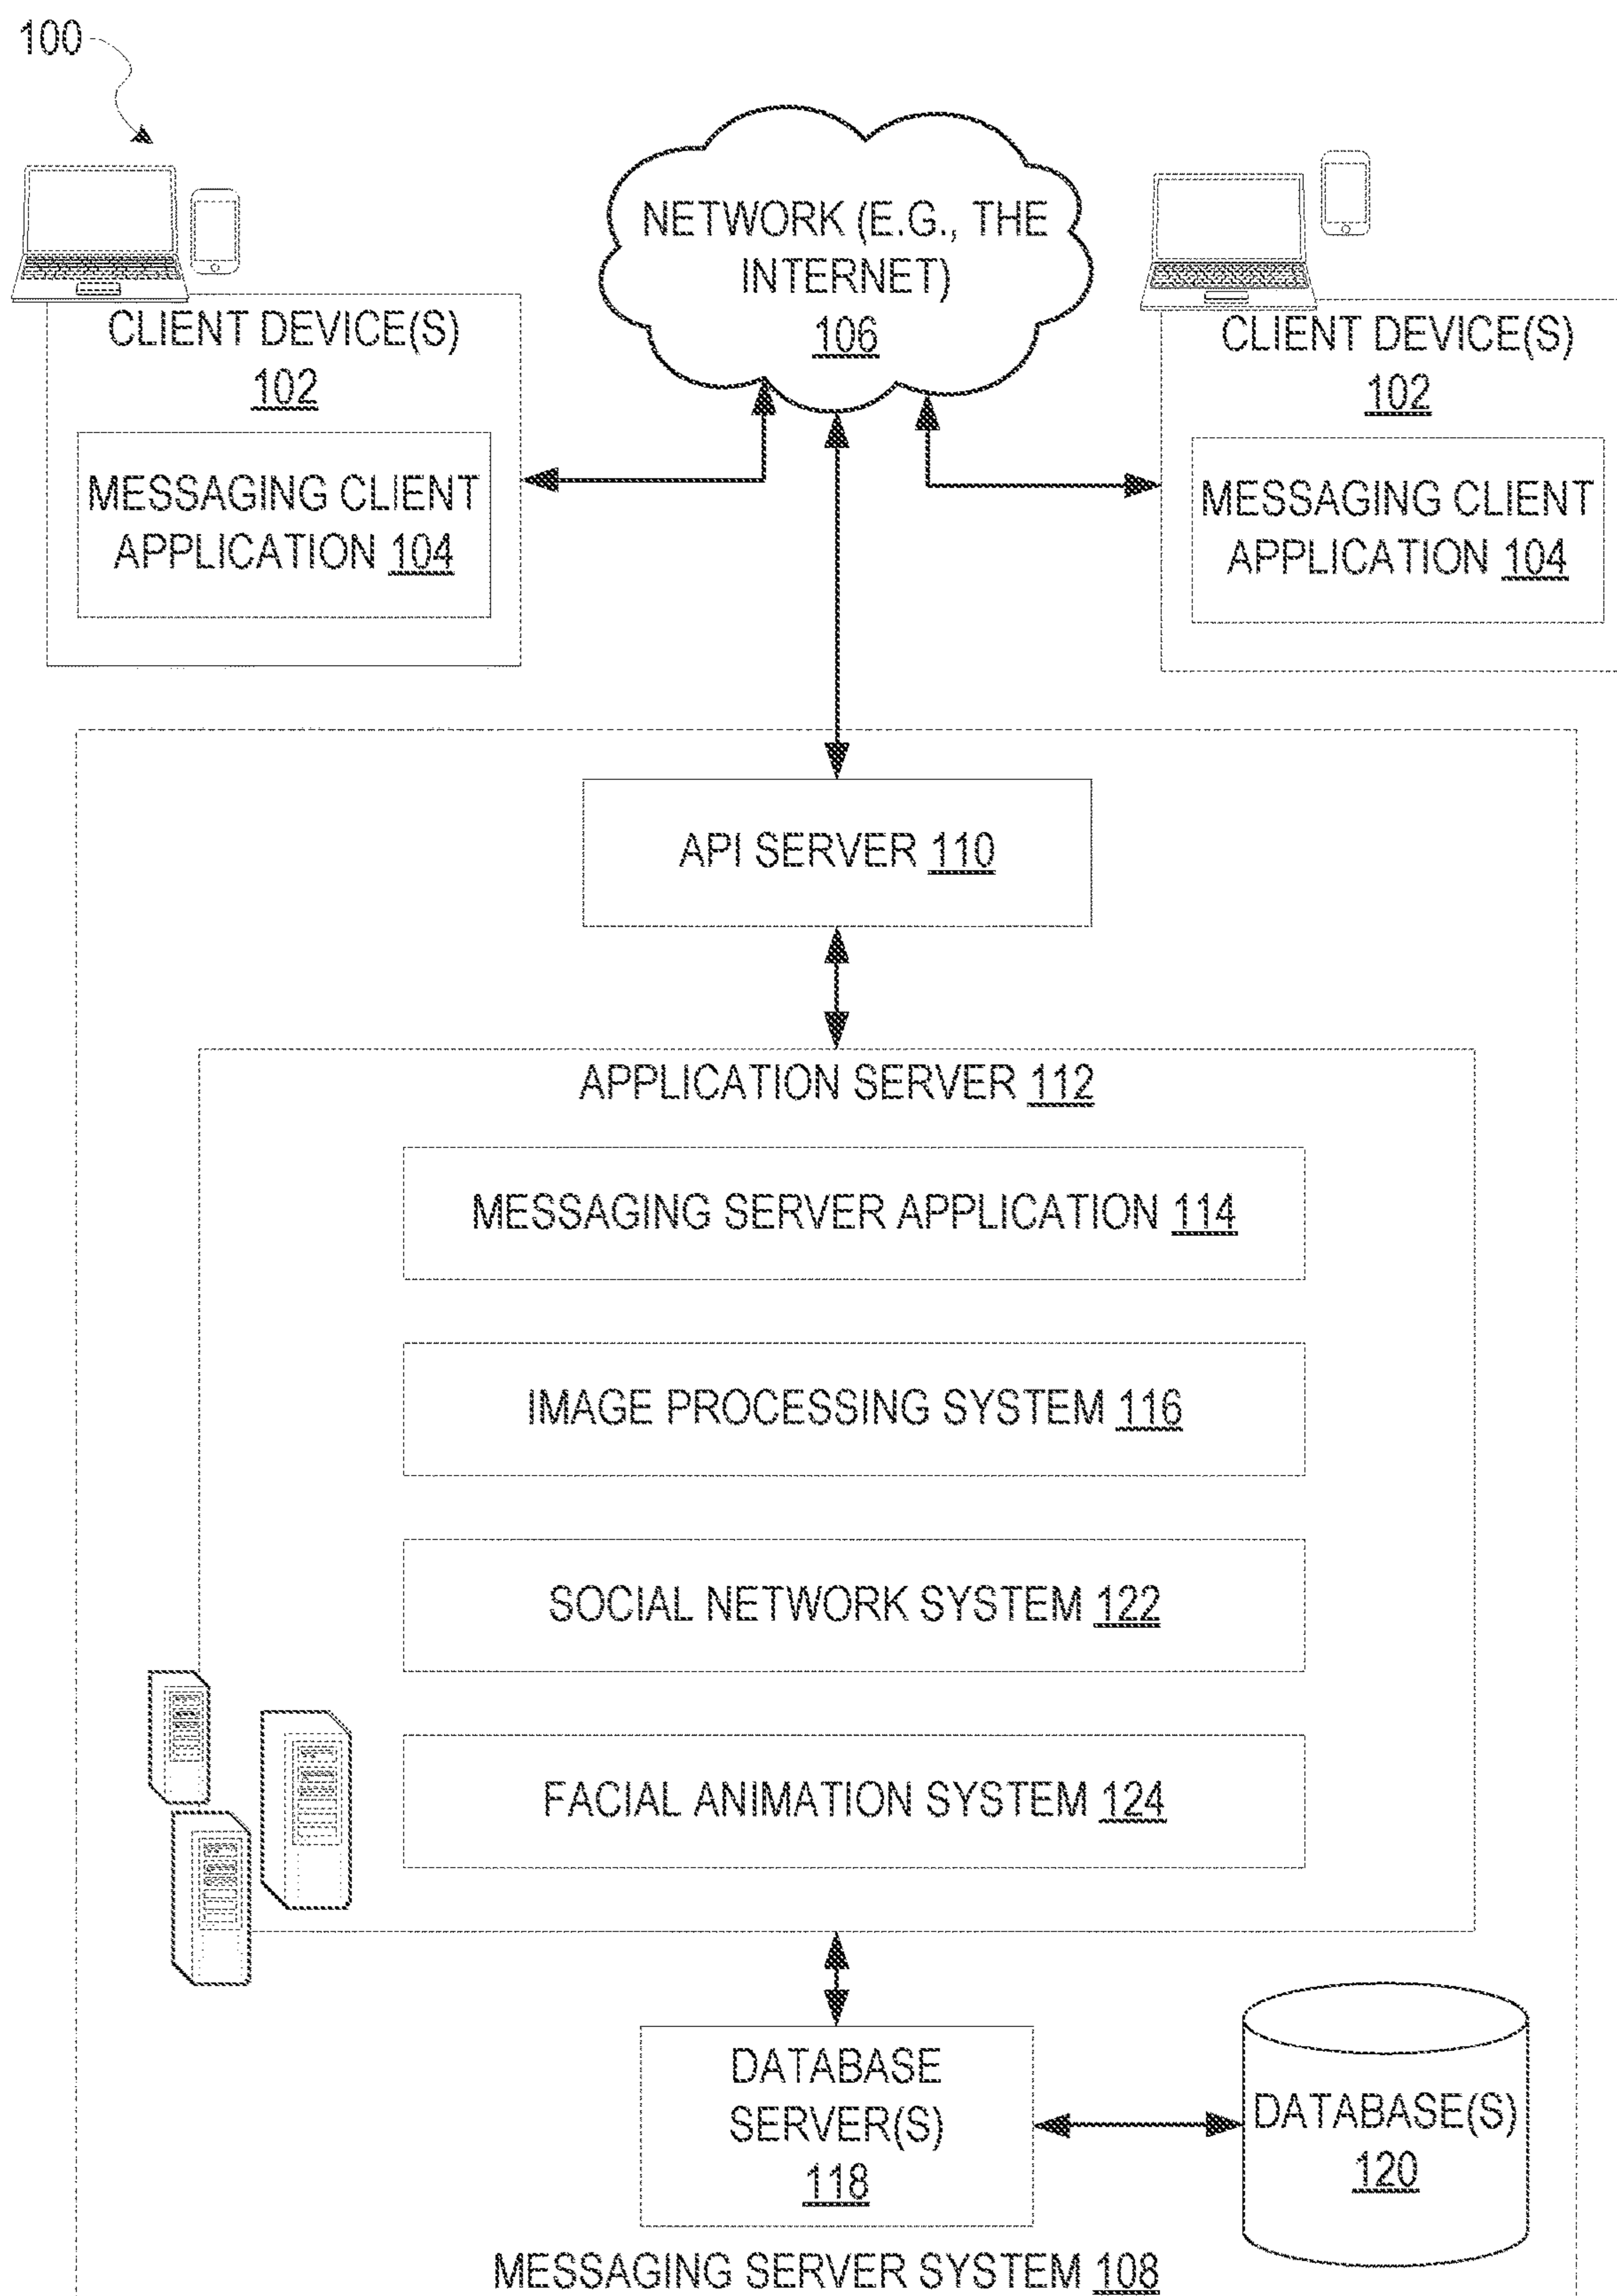 100
NETWORK (E.G., THE
INTERNET)
106
CLIENT DEVICE(S)
102
MESSAGING CLIENT
APPLICATION 104
CLIENT DEVICE(S)
102
MESSAGING CLIENT
APPLICATION 104
API SERVER 110
APPLICATION SERVER 112
MESSAGING SERVER APPLICATION 114
IMAGE PROCESSING SYSTEM 116
SOCIAL NETWORK SYSTEM 122
FACIAL ANIMATION SYSTEM 124
DATABASE
SERVER(S)
118
DATABASE(S)
120
MESSAGING SERVER SYSTEM 108